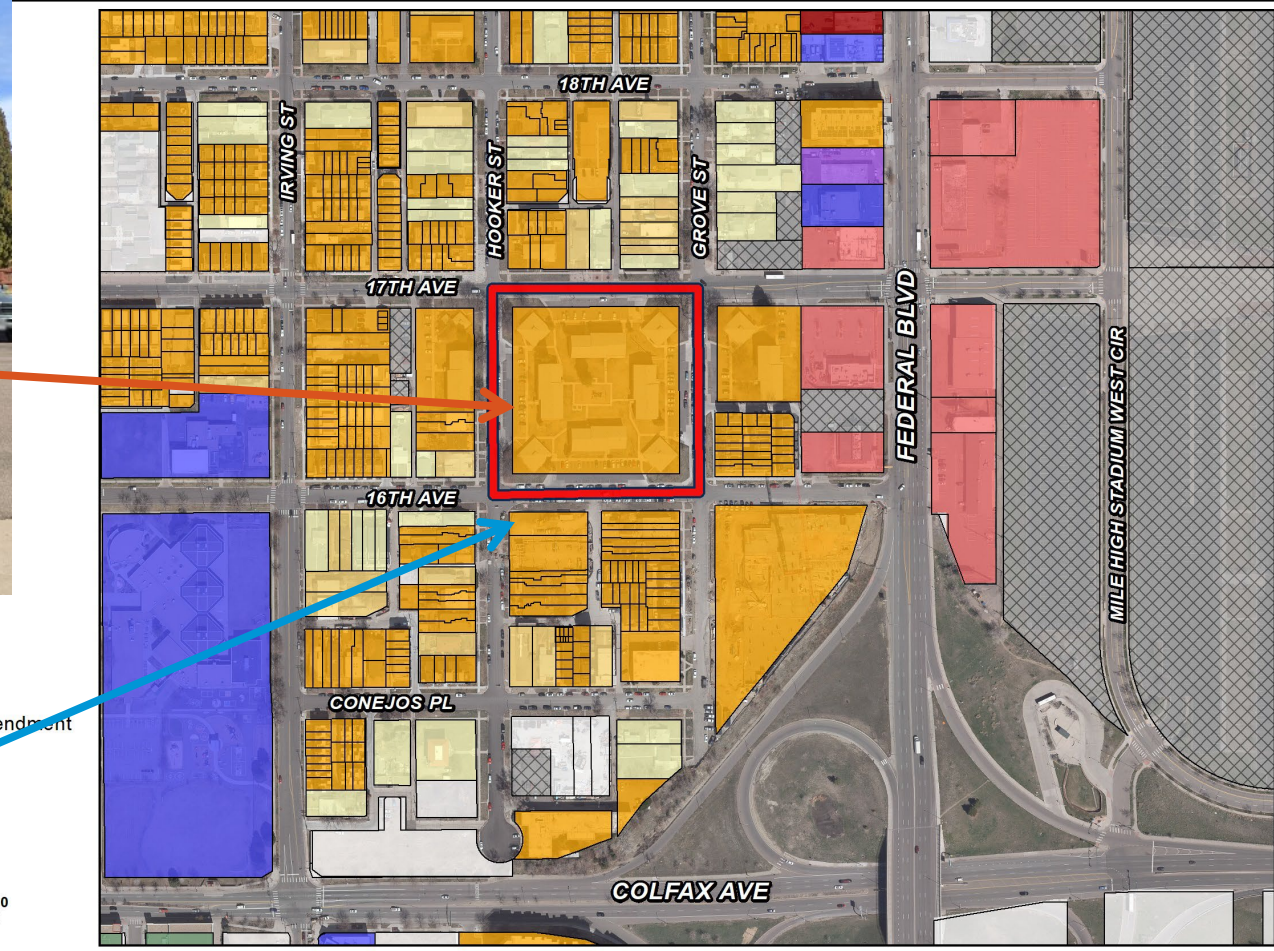 18TH AVE
IRVING ST
HOOKER ST
GROVE ST
17TH AVE
FEDERAL BLVD
MILE HIGH STADIUM WEST CIR
16TH AVE
CONEJOS PL
COLFAX AVE